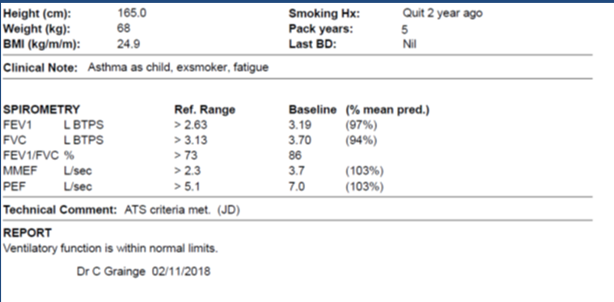 Height (cm): 165.0 Smoking Hx: Quit 2 year ago
Weight (kg): 68 Pack years: 5
BMI (kg/m/m): 24.9 Last BD: Nil
Clinical Note: Asthma as child, exsmoker, fatigue
SPIROMETRY Ref. Range Baseline (% mean pred.)
FEV1 L BTPS > 2.63 3.19 (97%)
FVC L BTPS > 3.13 3.70 (94%)
FEV1/FVC % > 73 86
MMEF L/sec > 2.3 3.7 (103%)
PEF L/sec > 5.1 7.0 (103%)
Technical Comment: ATS criteria met. (JD)
REPORT
Ventilatory function is within normal limits.
Dr C Grainge 02/11/2018